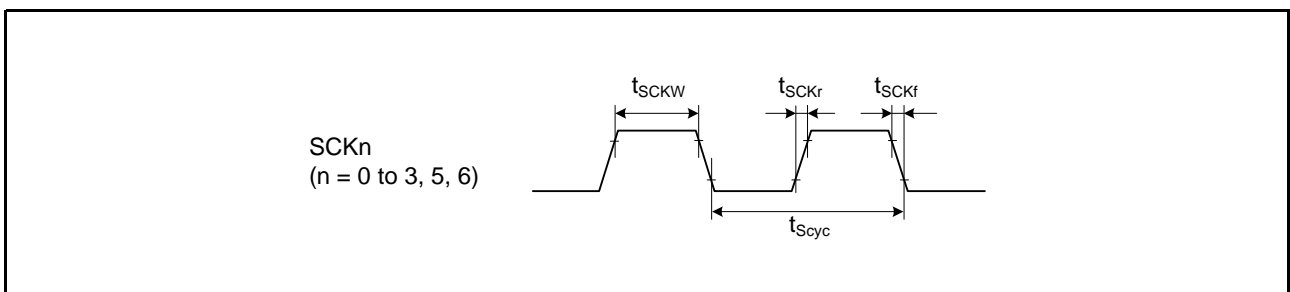 tSCKW
tSCKr
tSCKf
SCKn
(n = 0 to 3, 5, 6)
tScyc